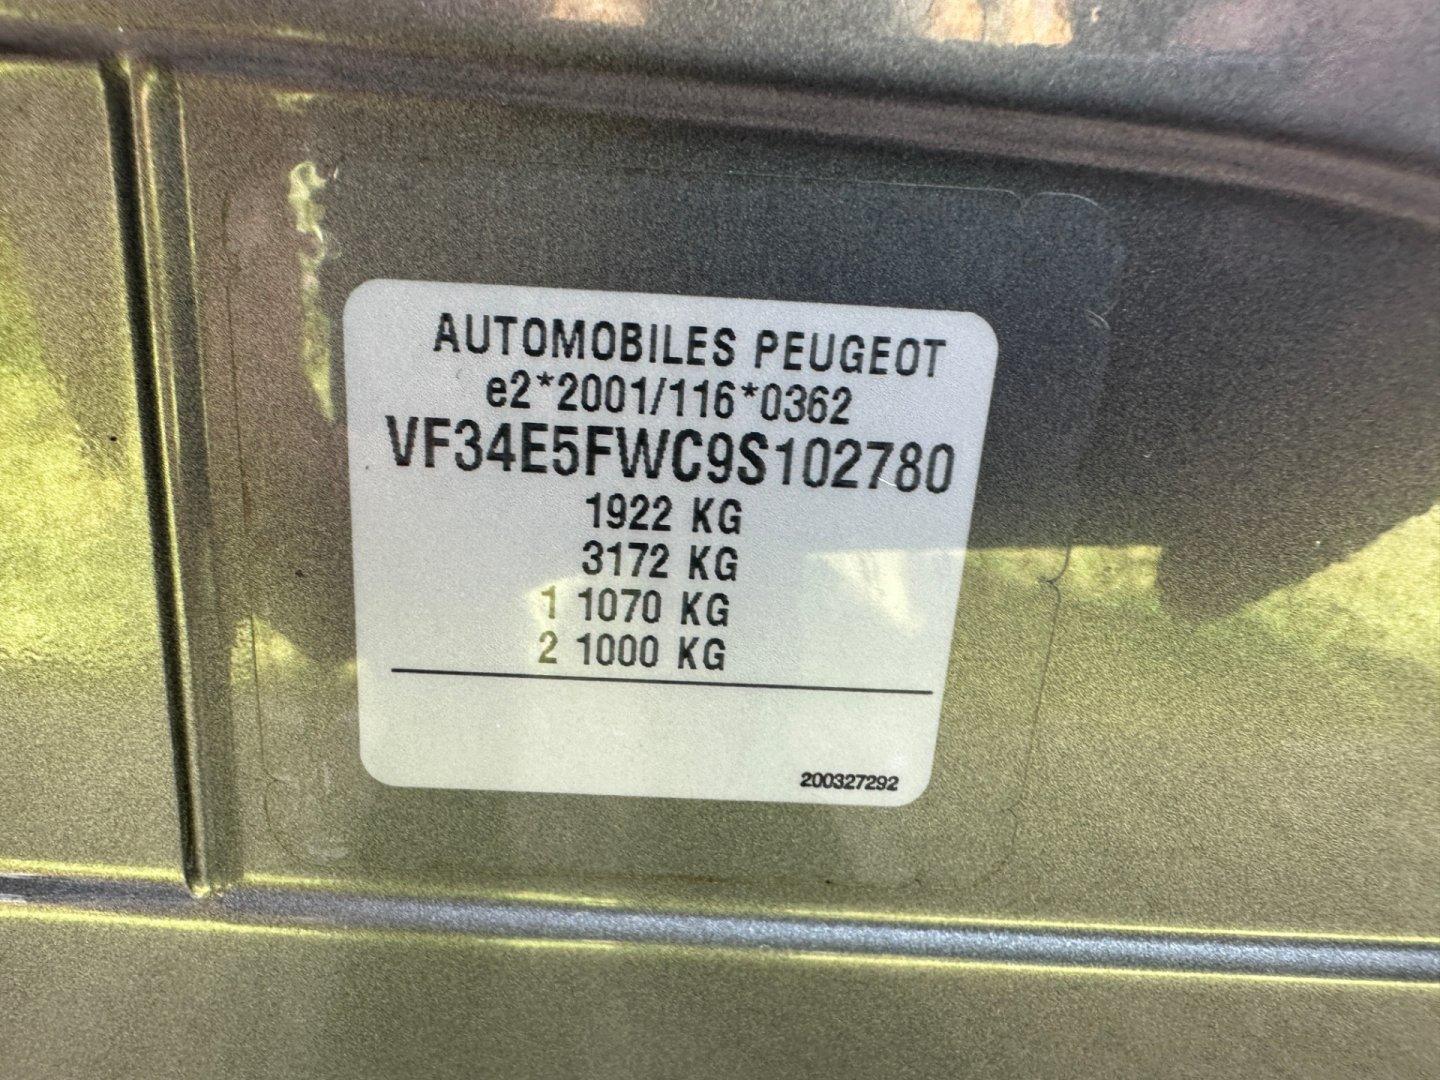 AUTOMOBILES PEUGEOT
e2*2001/116*0362
VF34E5FWC9S102780
1922 KG
3172 KG
1 1070 KG
2 1000 KG
200327292